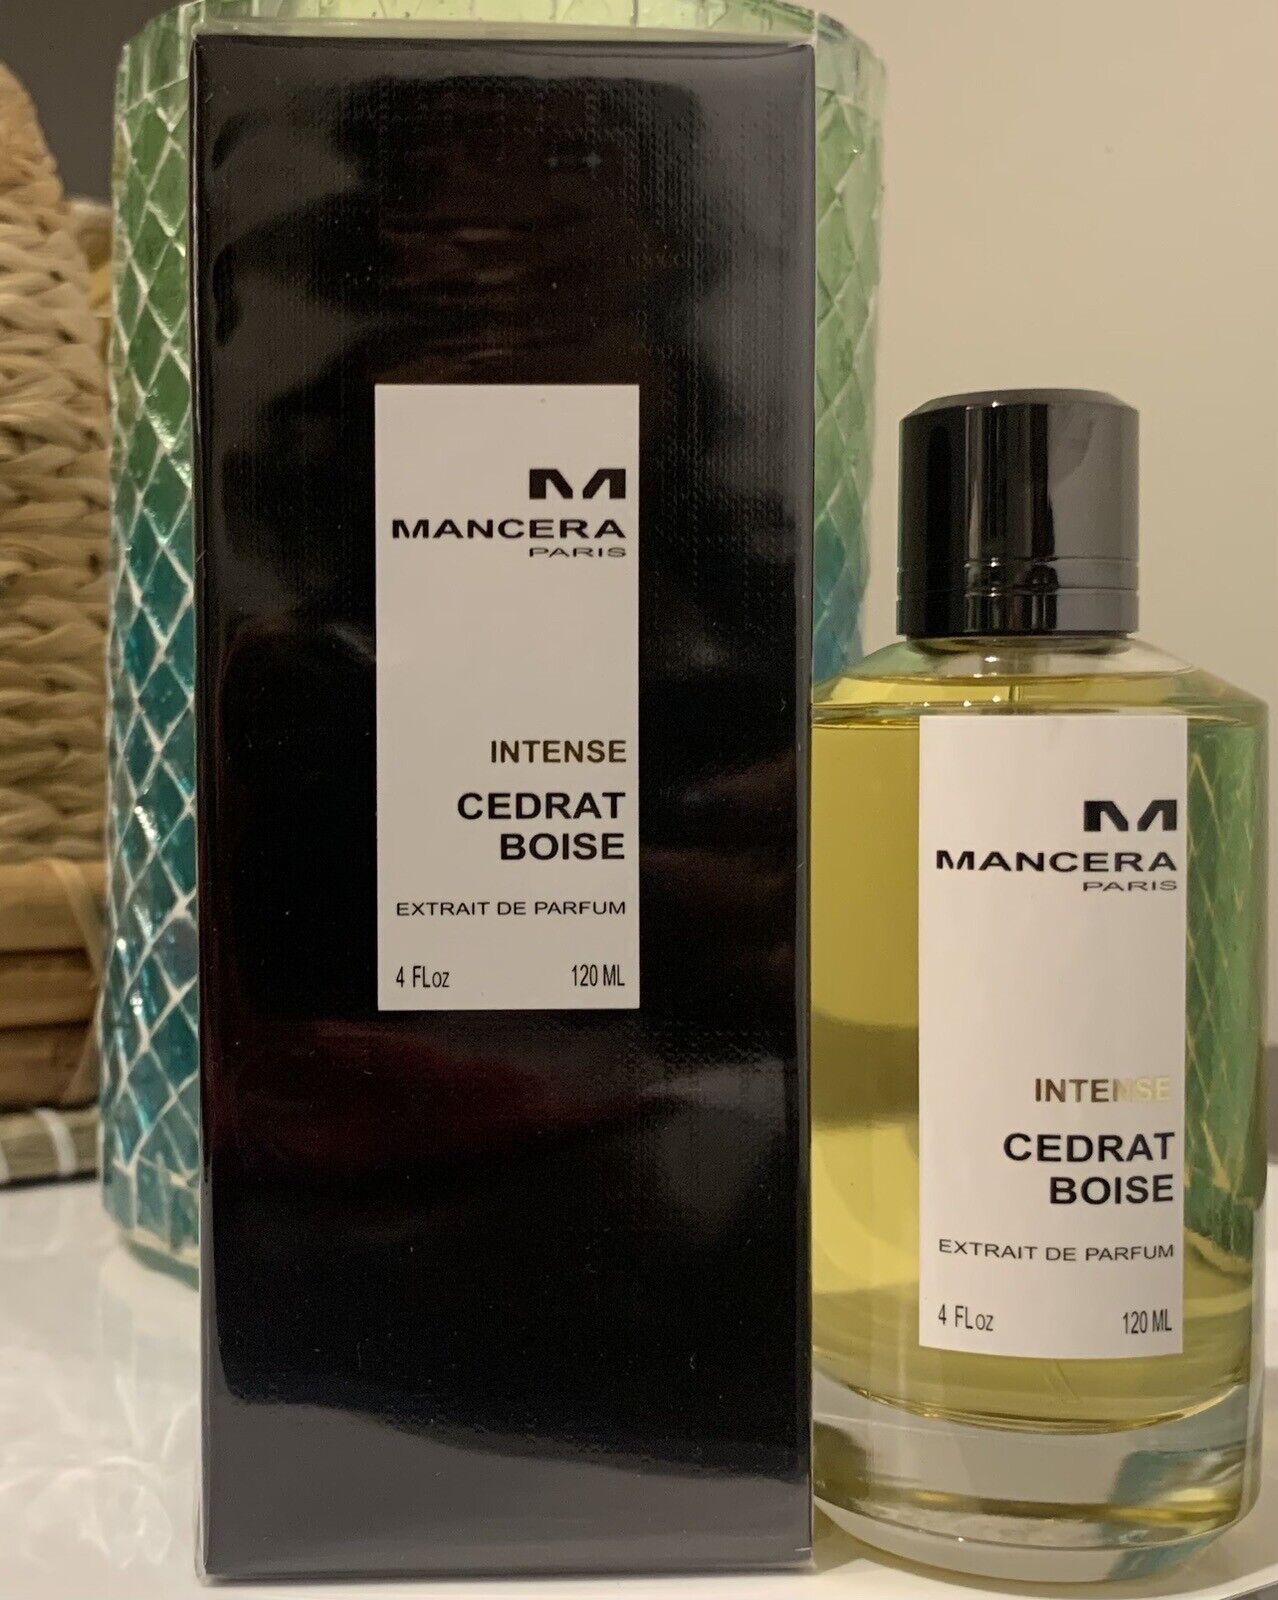 M
MANCERA
PARIS
INTENSE
CEDRAT
BOISE
EXTRAIT DE PARFUM
4 FLoz 120 ML
M
MANCERA
PARIS
INTENSE
CEDRAT
BOISE
EXTRAIT DE PARFUM
4 FLoz 120 ML